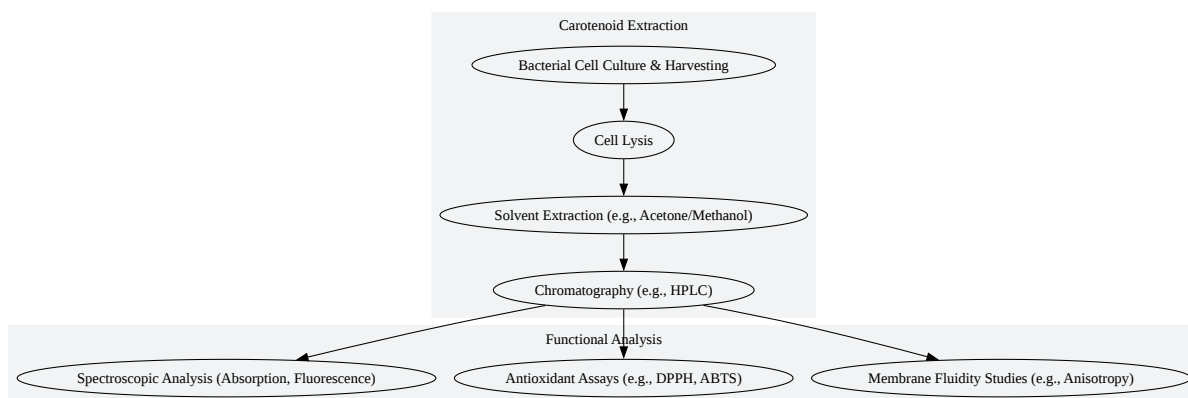 Carotenoid Extraction
Bacterial Cell Culture & Harvesting
Cell Lysis
Solvent Extraction (e.g., Acetone/Methanol)
Chromatography (e.g., HPLC)
Functional Analysis
Spectroscopic Analysis (Absorption, Fluorescence)
Antioxidant Assays (e.g., DPPH, ABTS)
Membrane Fluidity Studies (e.g., Anisotropy)